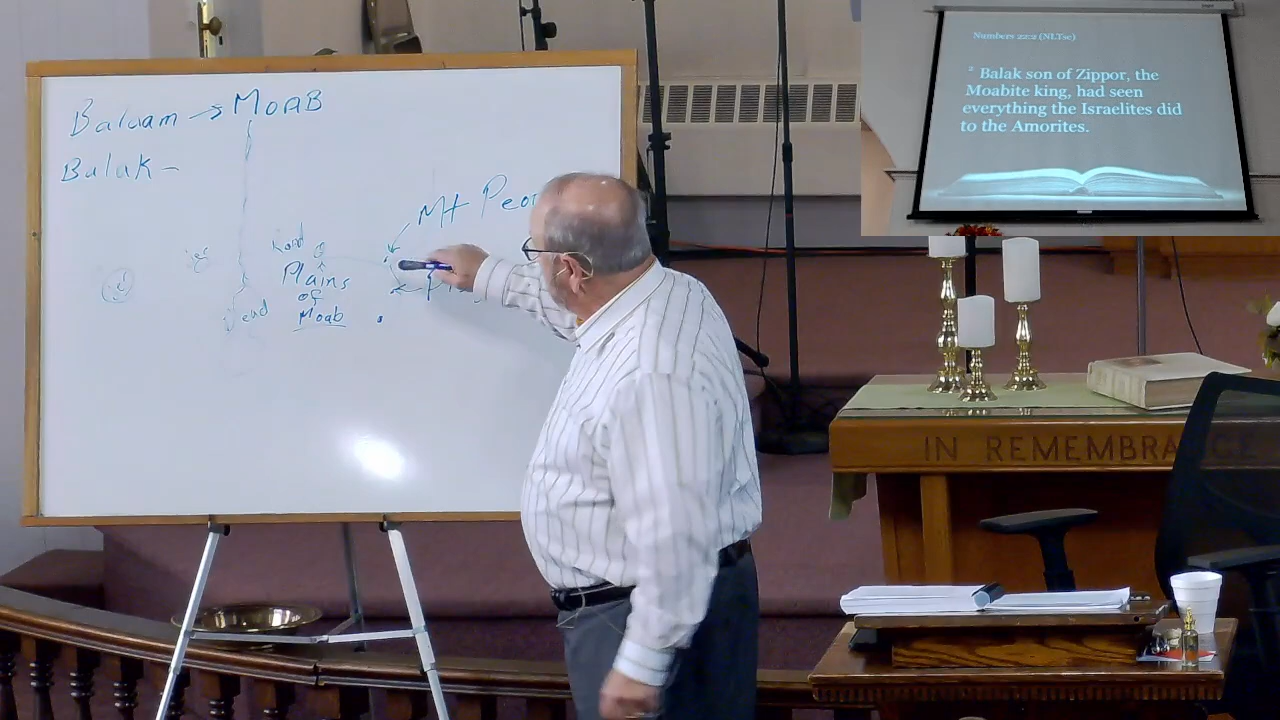 Balaam → MOAB
Balak –
Mt Peor
Plains
of
Moab
Numbers 22:2 (NLTse)
² Balak son of Zippor, the
Moabite king, had seen
everything the Israelites did
to the Amorites.
IN REMEMBRANCE